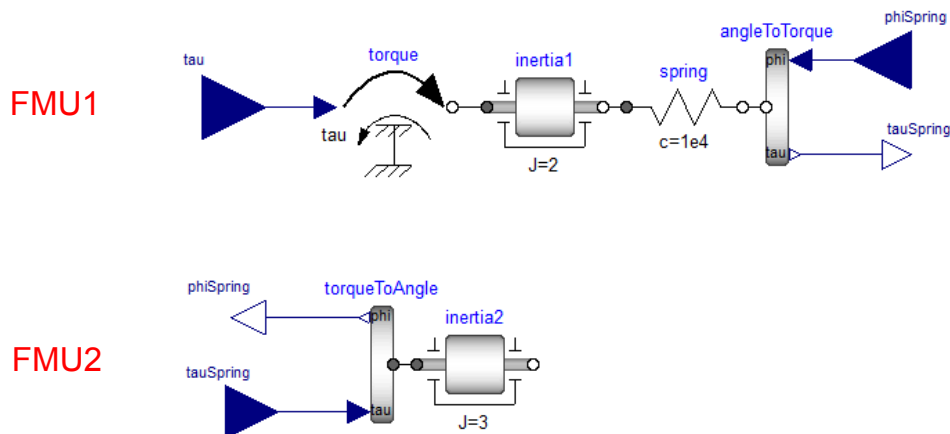 phiSpring
angleToTorque
tau
torque
inertia1
spring
phi
FMU1
tauSpring
tau
c=1e4
tau
J=2
phiSpring
torqueToAngle
phi
inertia2
FMU2
tauSpring
tau
J=3